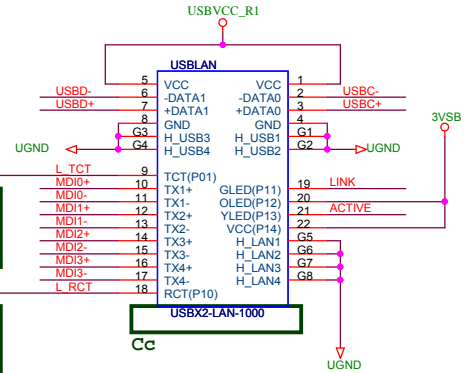 USBVCC_R1
USBLAN
5 VCC VCC 1
USBD- 6 -DATA1 -DATA0 2 USBC-
USBD+ 7 +DATA1 +DATA0 3 USBC+
8 GND GND 4
G3 H_USB3 H_USB1 G1
UGND G4 H_USB4 H_USB2 G2 UGND
3VSB
L_TCT 9 TCT(P01)
MDI0+ 10 TX1+ GLED(P11) 19 LINK
MDI0- 11 TX1- OLED(P12) 20
MDI1+ 12 TX2+ YLED(P13) 21 ACTIVE
MDI1- 13 TX2- VCC(P14) 22
MDI2+ 14 TX3+ H_LAN1 G5
MDI2- 15 TX3- H_LAN2 G6
MDI3+ 16 TX4+ H_LAN3 G7
MDI3- 17 TX4- H_LAN4 G8
L_RCT 18 RCT(P10)
USBX2-LAN-1000
Cc
UGND